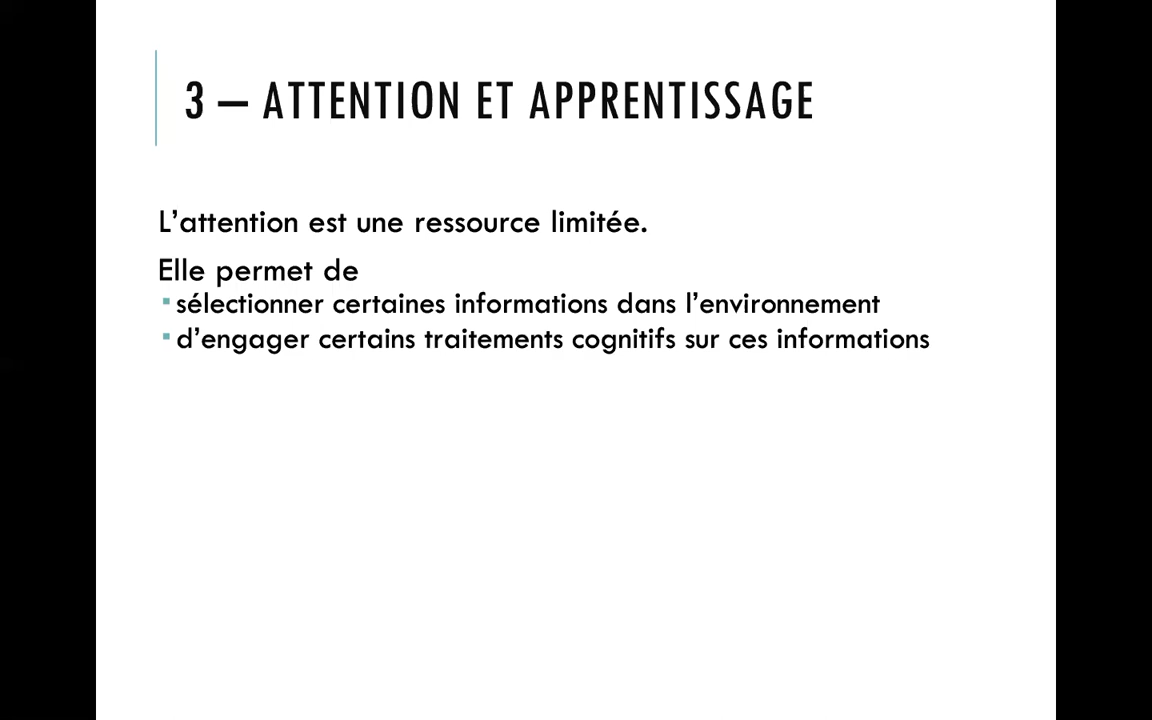 3 – ATTENTION ET APPRENTISSAGE
L’attention est une ressource limitée.
Elle permet de
▪ sélectionner certaines informations dans l’environnement
▪ d’engager certains traitements cognitifs sur ces informations